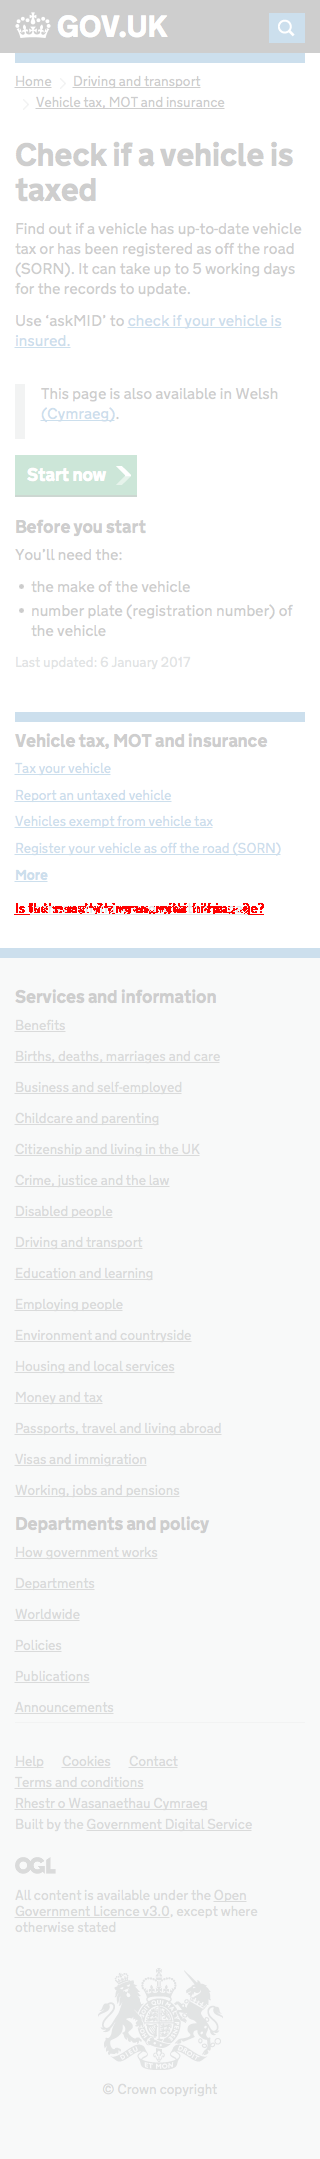 GOV.UK
Home
Driving and transport
Vehicle tax, MOT and insurance
Check if a vehicle is
taxed
Find out if a vehicle has up-to-date vehicle
tax or has been registered as off the road
(SORN). It can take up to 5 working days
for the records to update.
Use ‘askMID’ to check if your vehicle is
insured.
This page is also available in Welsh
(Cymraeg).
Start now
Before you start
You’ll need the:
• the make of the vehicle
• number plate (registration number) of
the vehicle
Last updated: 6 January 2017
Vehicle tax, MOT and insurance
Tax your vehicle
Report an untaxed vehicle
Vehicles exempt from vehicle tax
Register your vehicle as off the road (SORN)
More
Services and information
Benefits
Births, deaths, marriages and care
Business and self-employed
Childcare and parenting
Citizenship and living in the UK
Crime, justice and the law
Disabled people
Driving and transport
Education and learning
Employing people
Environment and countryside
Housing and local services
Money and tax
Passports, travel and living abroad
Visas and immigration
Working, jobs and pensions
Departments and policy
How government works
Departments
Worldwide
Policies
Publications
Announcements
Help Cookies Contact
Terms and conditions
Rhestr o Wasanaethau Cymraeg
Built by the Government Digital Service
OGL
All content is available under the Open
Government Licence v3.0, except where
otherwise stated
© Crown copyright